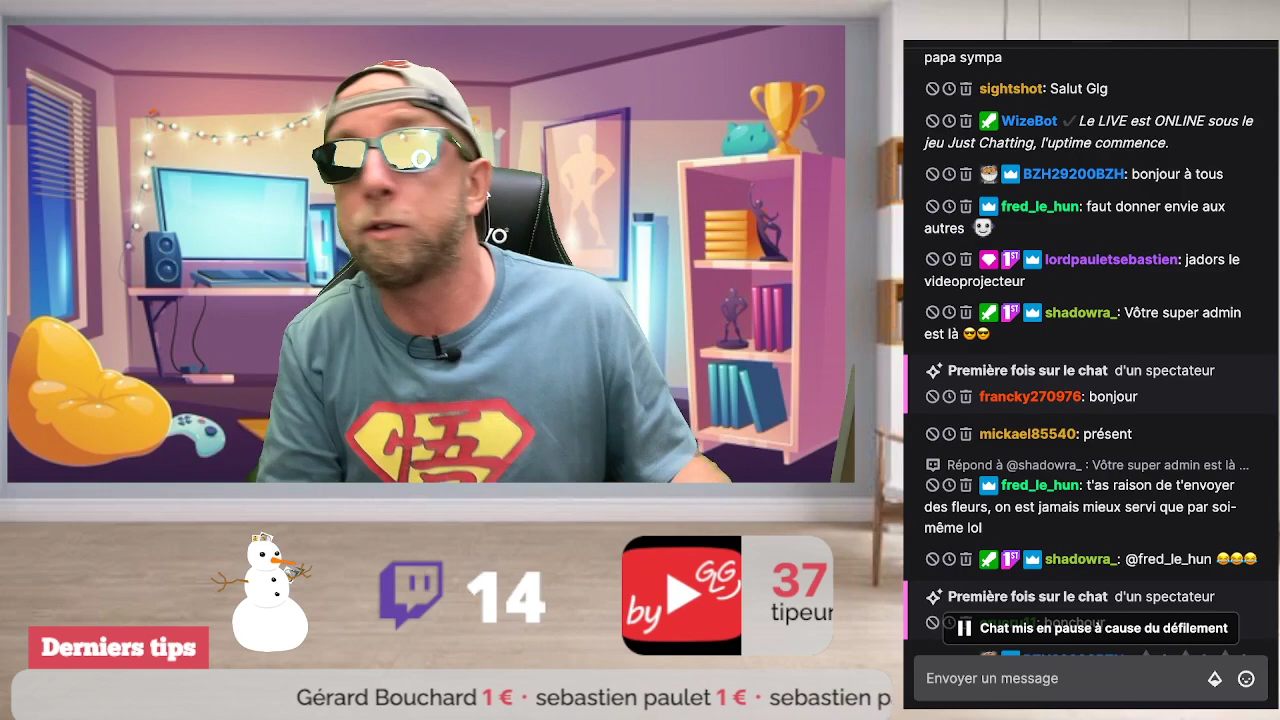 papa sympa
sightshot: Salut Glg
WizeBot Le LIVE est ONLINE sous le
jeu Just Chatting, l'uptime commence.
BZH29200BZH: bonjour à tous
fred_le_hun: faut donner envie aux
autres
1ST lordpauletsebastien: jadors le
videoprojecteur
1ST shadowra_: Vôtre super admin
est là 😎😎
Première fois sur le chat d'un spectateur
francky270976: bonjour
mickael85540: présent
Répond à @shadowra_ : Vôtre super admin est là ...
fred_le_hun: t'as raison de t'envoyer
des fleurs, on est jamais mieux servi que par soi-
même lol
1ST shadowra_: @fred_le_hun 😂😂😂
Première fois sur le chat d'un spectateur
Chat mis en pause à cause du défilement
Envoyer un message
悟
14
by GG
37
tipeur
Derniers tips
Gérard Bouchard 1 € · sebastien paulet 1 € · sebastien p